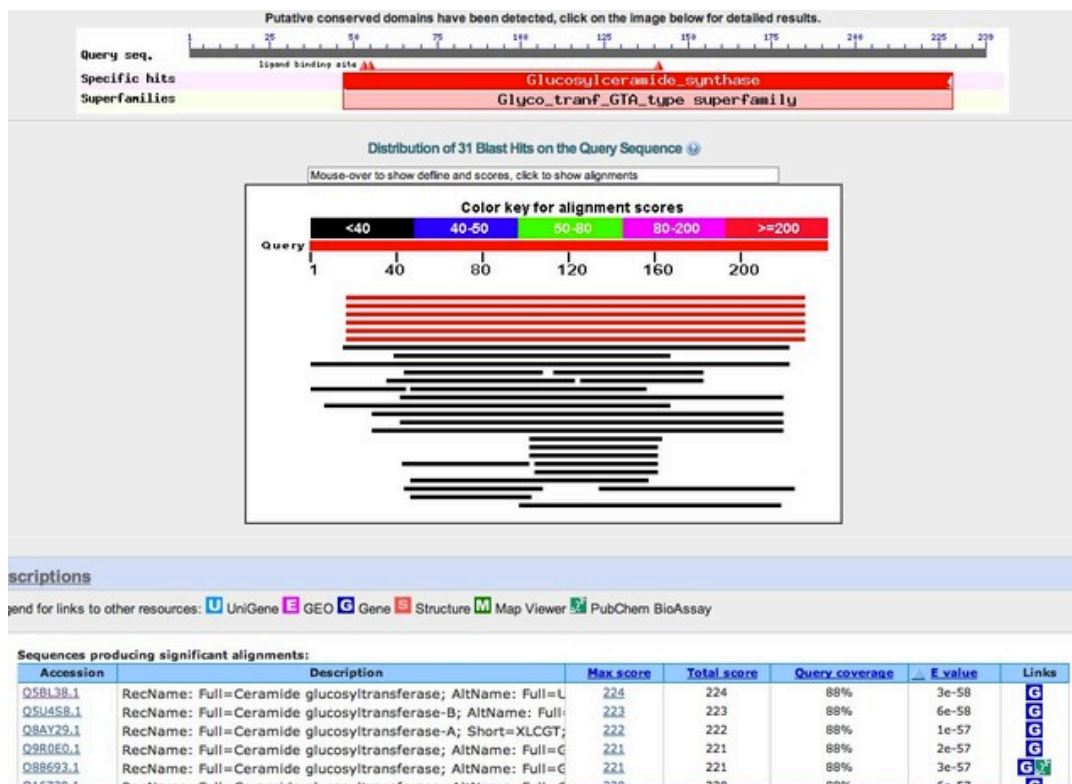 Putative conserved domains have been detected, click on the image below for detailed results.
1 25 50 75 100 125 150 175 200 225 239
Query seq.
ligand binding site
Specific hits Glucosylceramide_synthase
Superfamilies Glyco_tranf_GTA_type superfamily
Distribution of 31 Blast Hits on the Query Sequence
Mouse-over to show defline and scores, click to show alignments
Color key for alignment scores
<40 40-50 50-80 80-200 >=200
Query
1 40 80 120 160 200
scriptions
gend for links to other resources: U UniGene E GEO G Gene S Structure M Map Viewer PubChem BioAssay
Sequences producing significant alignments:
Accession Description Max score Total score Query coverage E value Links
Q5BL38.1 RecName: Full=Ceramide glucosyltransferase; AltName: Full=U 224 224 88% 3e-58 G
Q5U4S8.1 RecName: Full=Ceramide glucosyltransferase-B; AltName: Full= 223 223 88% 6e-58 G
Q8AY29.1 RecName: Full=Ceramide glucosyltransferase-A; Short=XLCGT; 222 222 88% 1e-57 G
Q9R0E0.1 RecName: Full=Ceramide glucosyltransferase; AltName: Full=G 221 221 88% 2e-57 G
O88693.1 RecName: Full=Ceramide glucosyltransferase; AltName: Full=G 221 221 88% 3e-57 G